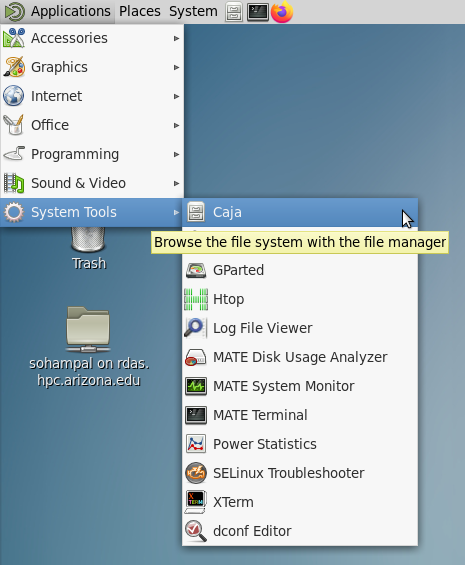 Applications Places System
Accessories
Graphics
Internet
Office
Programming
Sound & Video
System Tools
Caja
Browse the file system with the file manager
GParted
Htop
Log File Viewer
MATE Disk Usage Analyzer
MATE System Monitor
MATE Terminal
Power Statistics
SELinux Troubleshooter
XTerm
dconf Editor
Trash
sohampal on rdas.
hpc.arizona.edu